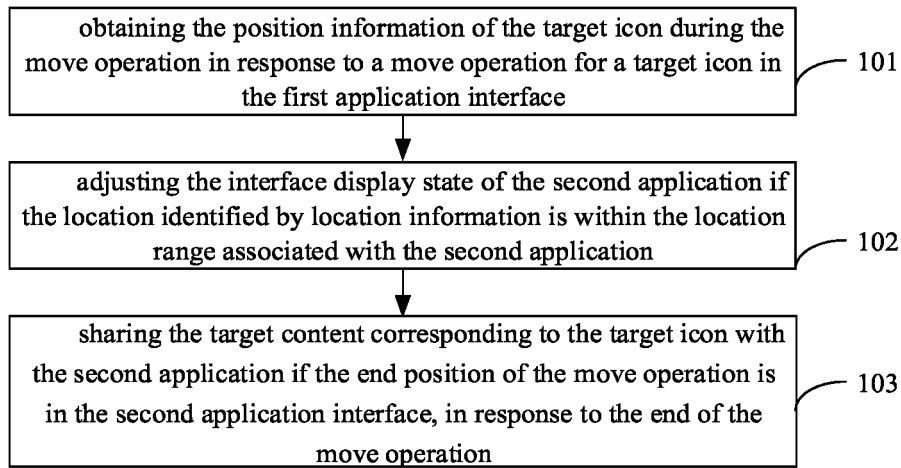 obtaining the position information of the target icon during the
move operation in response to a move operation for a target icon in
the first application interface
101
adjusting the interface display state of the second application if
the location identified by location information is within the location
range associated with the second application
102
sharing the target content corresponding to the target icon with
the second application if the end position of the move operation is
in the second application interface, in response to the end of the
move operation
103